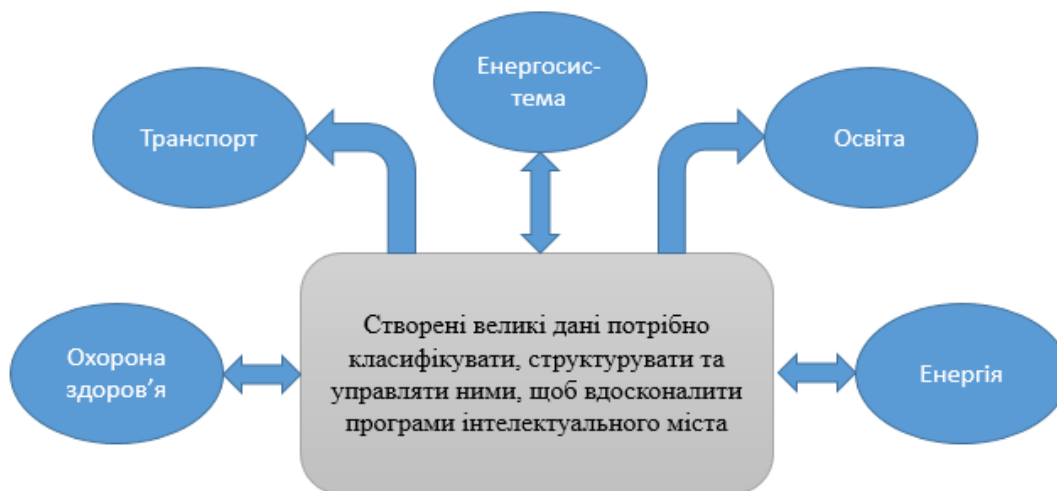 Енергосис-
тема
Транспорт
Освіта
Охорона
здоров’я
Створені великі дані потрібно
класифікувати, структурувати та
управляти ними, щоб вдосконалити
програми інтелектуального міста
Енергія